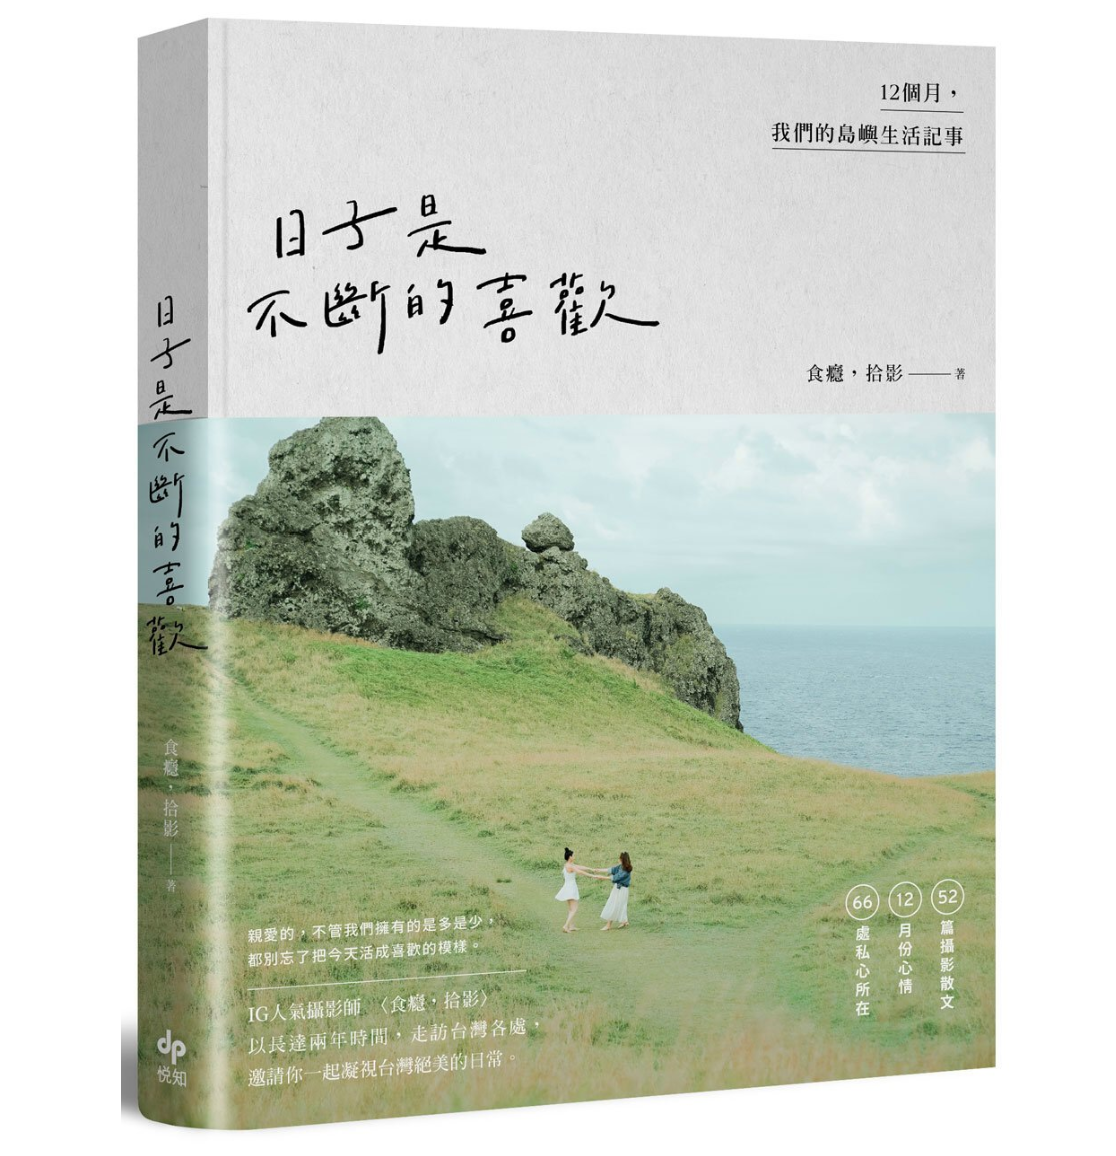 12個月，
我們的島嶼生活記事
日子是
不斷的喜歡
食癮，拾影——著
親愛的，不管我們擁有的是多是少，
都別忘了把今天活成喜歡的模樣。
IG人氣攝影師 〈食癮，拾影〉
以長達兩年時間，走訪台灣各處，
邀請你一起凝視台灣絕美的日常。
52篇攝影散文
12月份心情
66處私心所在
日子是不斷的喜歡
食癮，拾影——著
dp
悅知